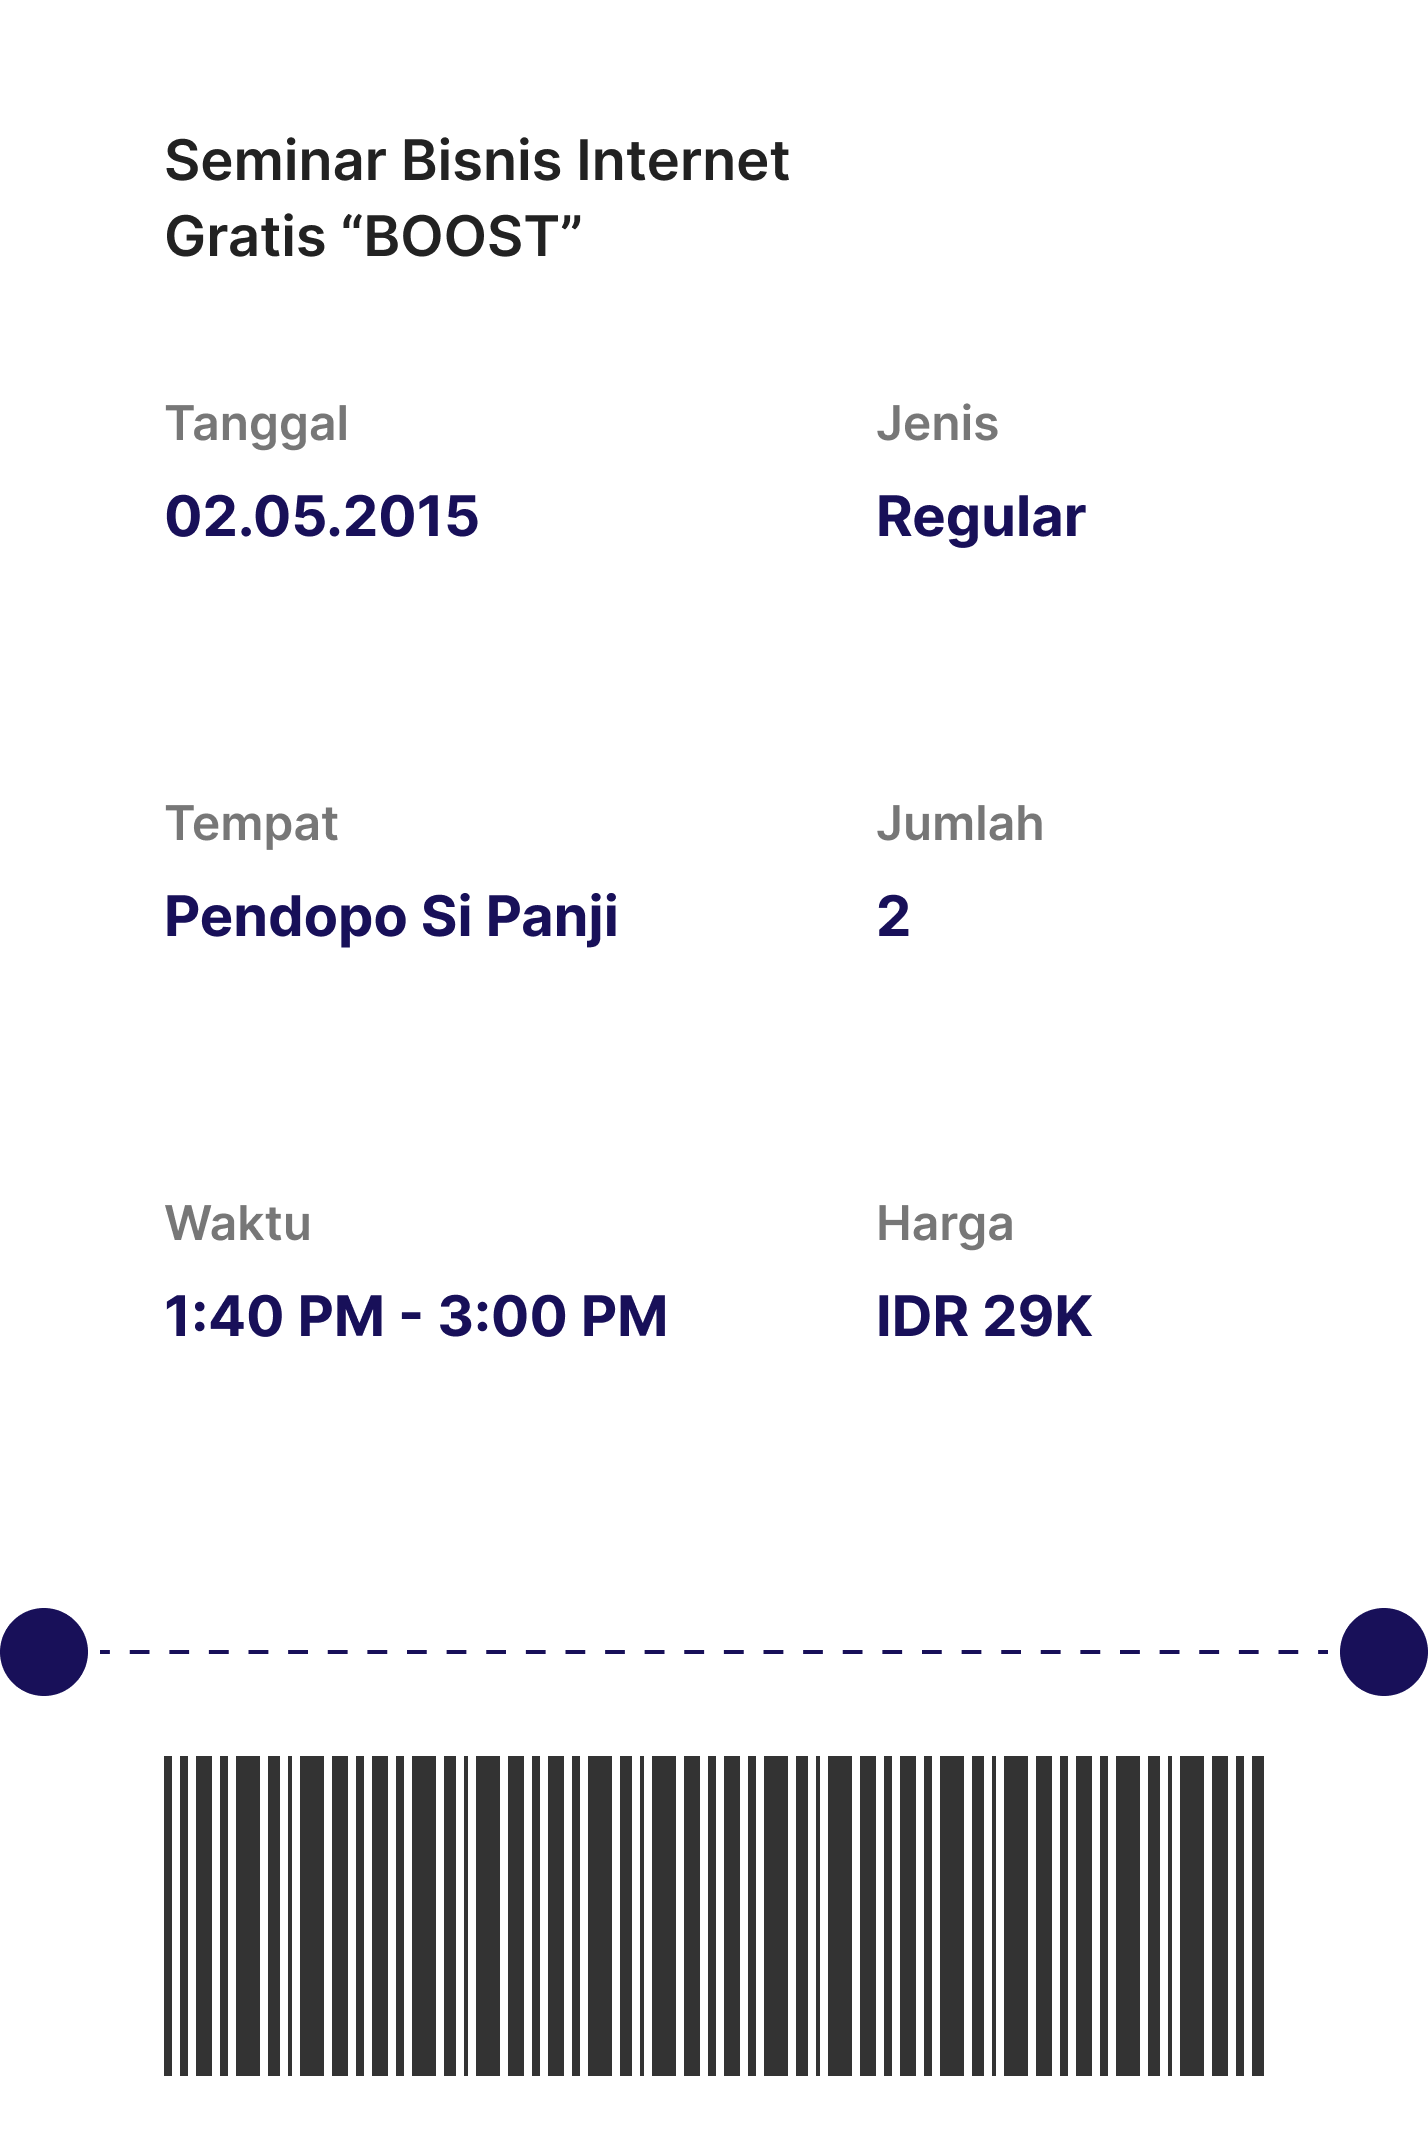 Seminar Bisnis Internet
Gratis “BOOST”
Tanggal
02.05.2015
Jenis
Regular
Tempat
Pendopo Si Panji
Jumlah
2
Waktu
1:40 PM - 3:00 PM
Harga
IDR 29K